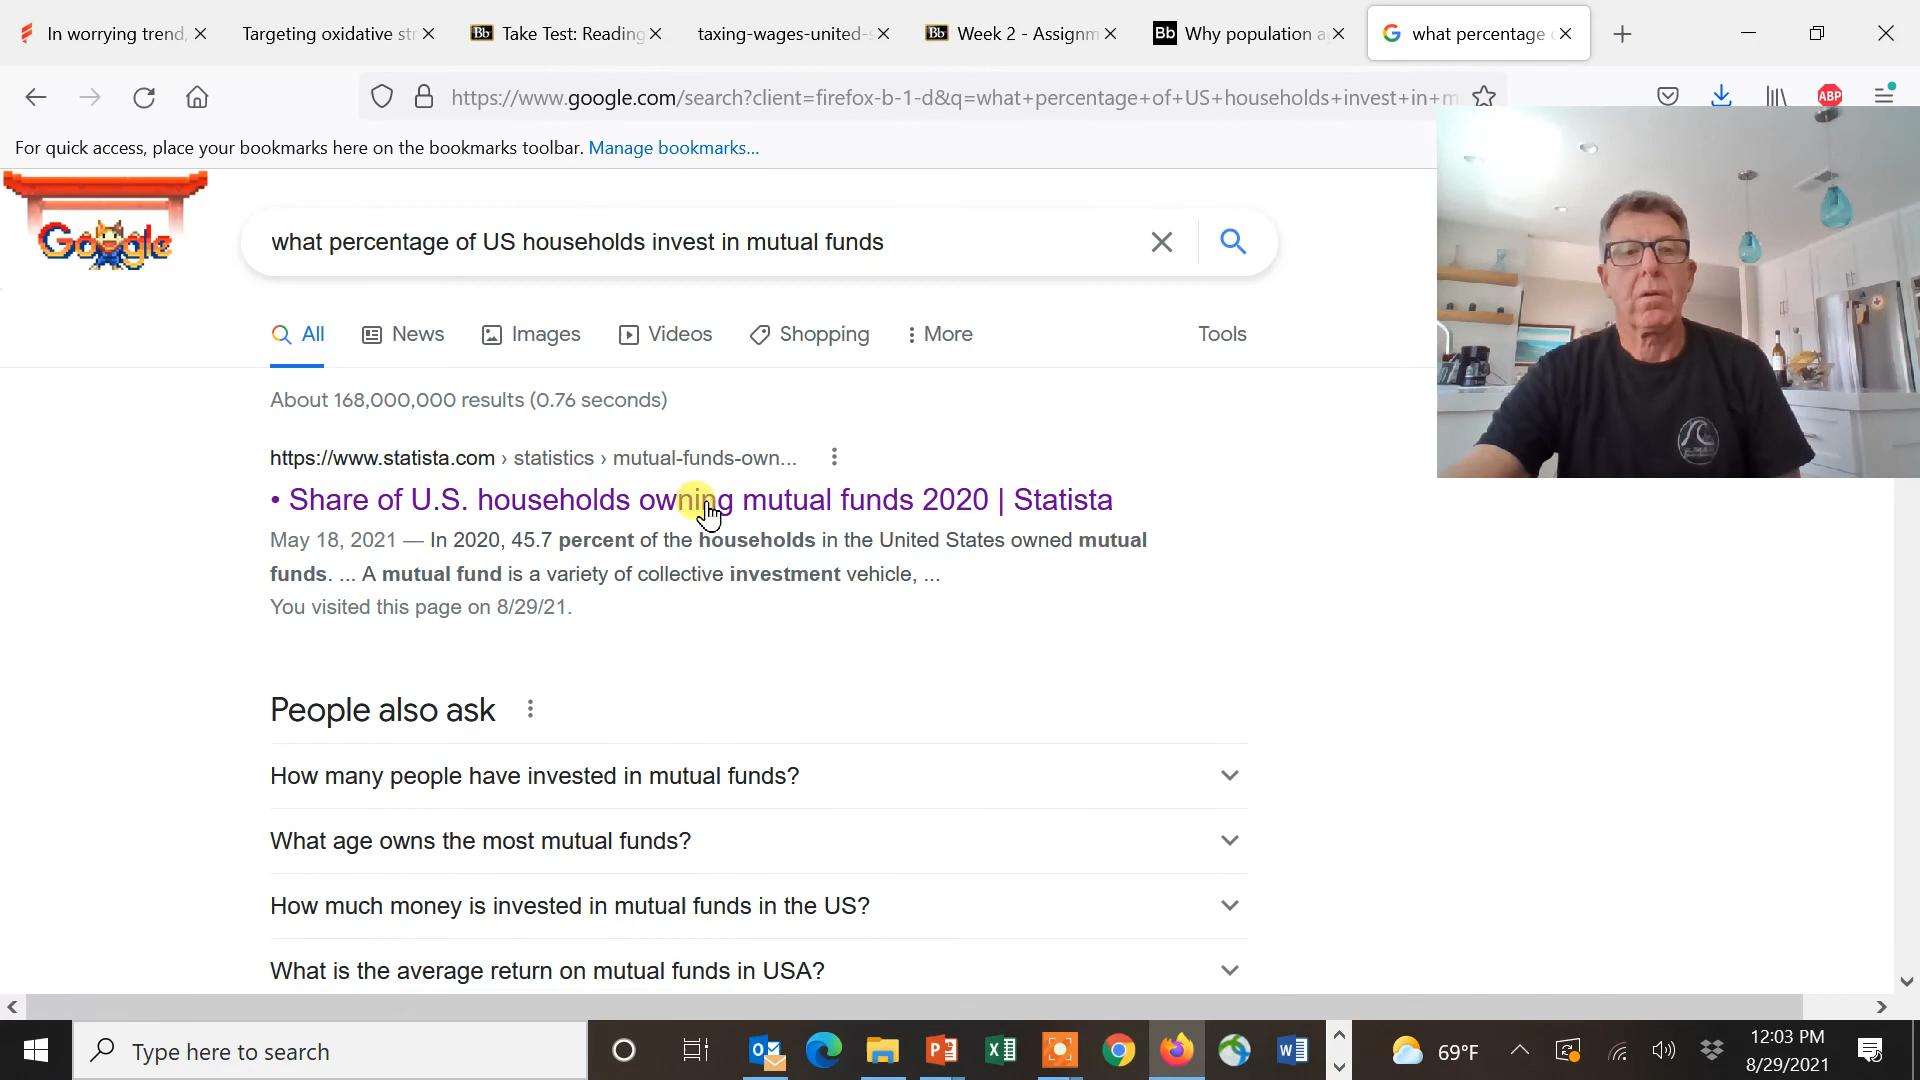 In worrying trend,
Targeting oxidative str
Bb Take Test: Reading
taxing-wages-united-s
Bb Week 2 - Assignm
Bb Why population a
what percentage o
https://www.google.com/search?client=firefox-b-1-d&q=what+percentage+of+US+households+invest+in+m
ABP
For quick access, place your bookmarks here on the bookmarks toolbar. Manage bookmarks...
Google
what percentage of US households invest in mutual funds
All
News
Images
Videos
Shopping
More
Tools
About 168,000,000 results (0.76 seconds)
https://www.statista.com › statistics › mutual-funds-own...
• Share of U.S. households owning mutual funds 2020 | Statista
May 18, 2021 — In 2020, 45.7 percent of the households in the United States owned mutual
funds. ... A mutual fund is a variety of collective investment vehicle, ...
You visited this page on 8/29/21.
People also ask
How many people have invested in mutual funds?
What age owns the most mutual funds?
How much money is invested in mutual funds in the US?
What is the average return on mutual funds in USA?
Type here to search
69°F
12:03 PM
8/29/2021